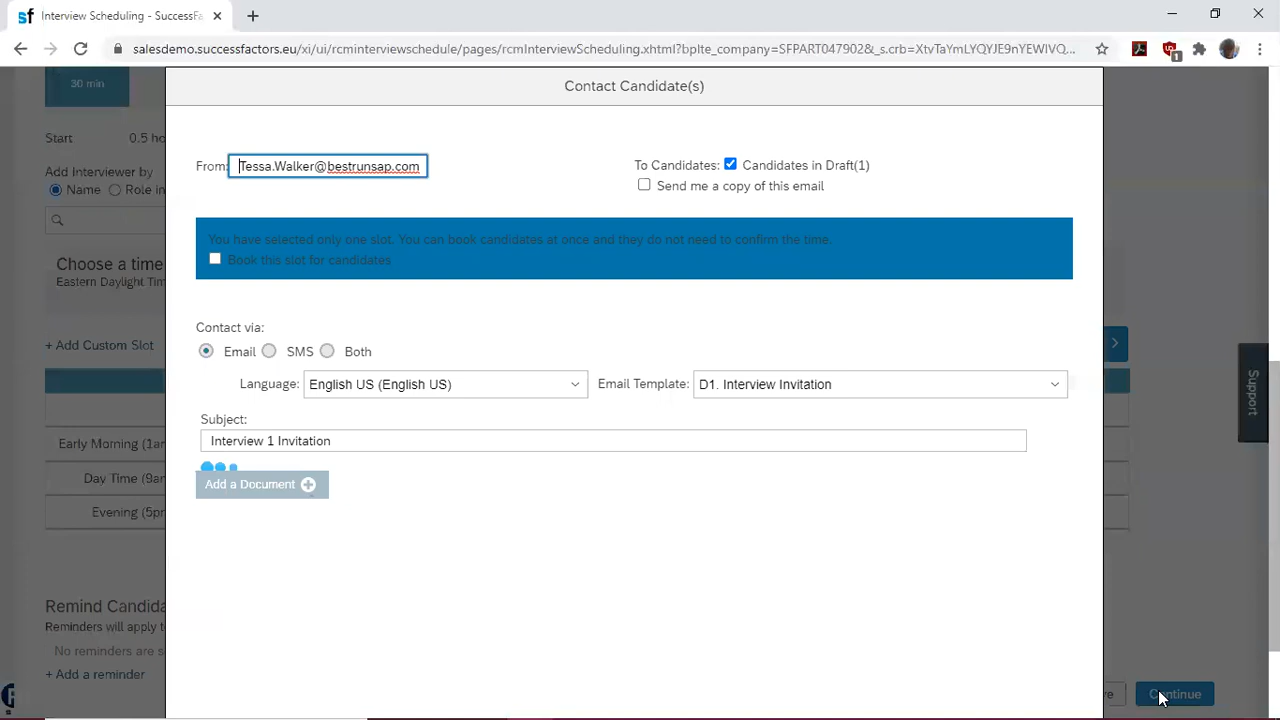 Interview Scheduling - SuccessFa
salesdemo.successfactors.eu/xi/ui/rcminterviewschedule/pages/rcmInterviewScheduling.xhtml?bplte_company=SFPART047902&_s.crb=XtvTaYmLYQYJE9nYEWIVQ...
1
30 min
Contact Candidate(s)
Start 0.5 ho
From: Tessa.Walker@bestrunsap.com
To Candidates: Candidates in Draft(1)
Send me a copy of this email
Add Interviewer by
Name Role in
You have selected only one slot. You can book candidates at once and they do not need to confirm the time.
Book this slot for candidates
Choose a time
Eastern Daylight Tim
Contact via:
+ Add Custom Slot
Email SMS Both
Language: English US (English US) Email Template: D1. Interview Invitation
Support
Subject:
Interview 1 Invitation
Early Morning (1am
Day Time (9a
Evening (5p
Add a Document
Remind Candida
Reminders will apply t
No reminders are s
+ Add a reminder
ve Continue